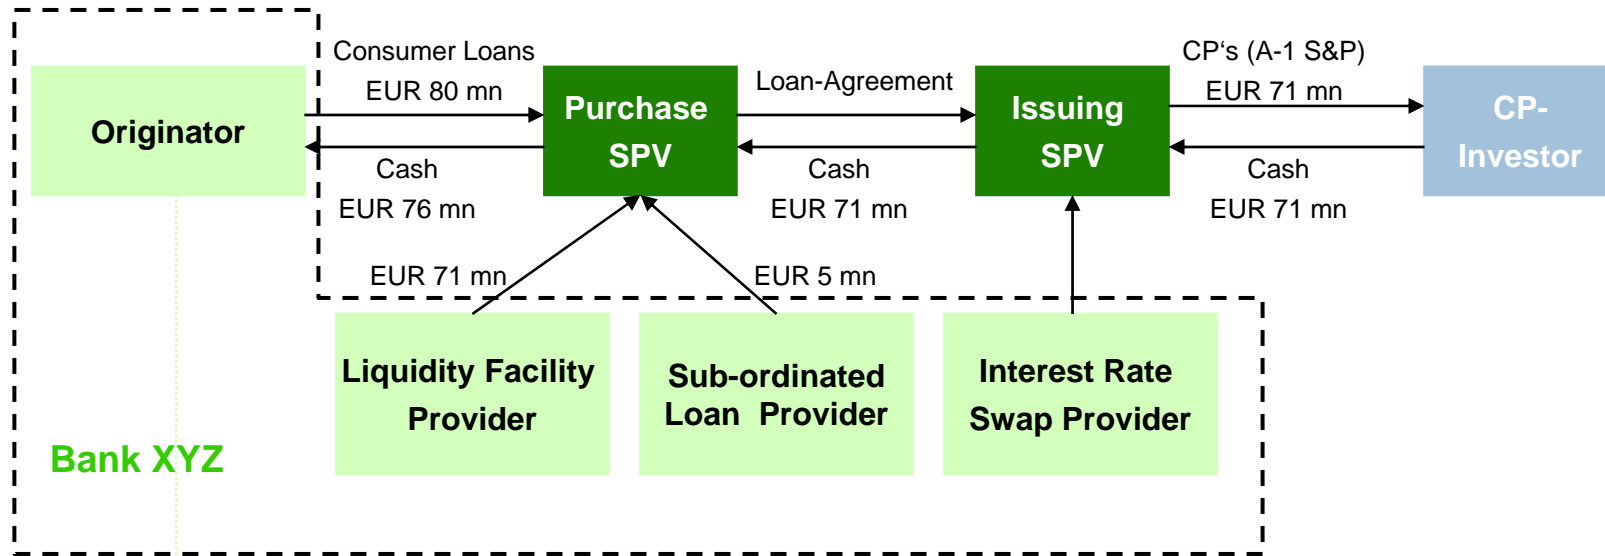 Consumer Loans
EUR 80 mn
Loan-Agreement
CP‘s (A-1 S&P)
EUR 71 mn
Originator
Purchase
SPV
Issuing
SPV
CP-
Investor
Cash
EUR 76 mn
Cash
EUR 71 mn
Cash
EUR 71 mn
EUR 71 mn
EUR 5 mn
Liquidity Facility
Provider
Sub-ordinated
Loan Provider
Interest Rate
Swap Provider
Bank XYZ